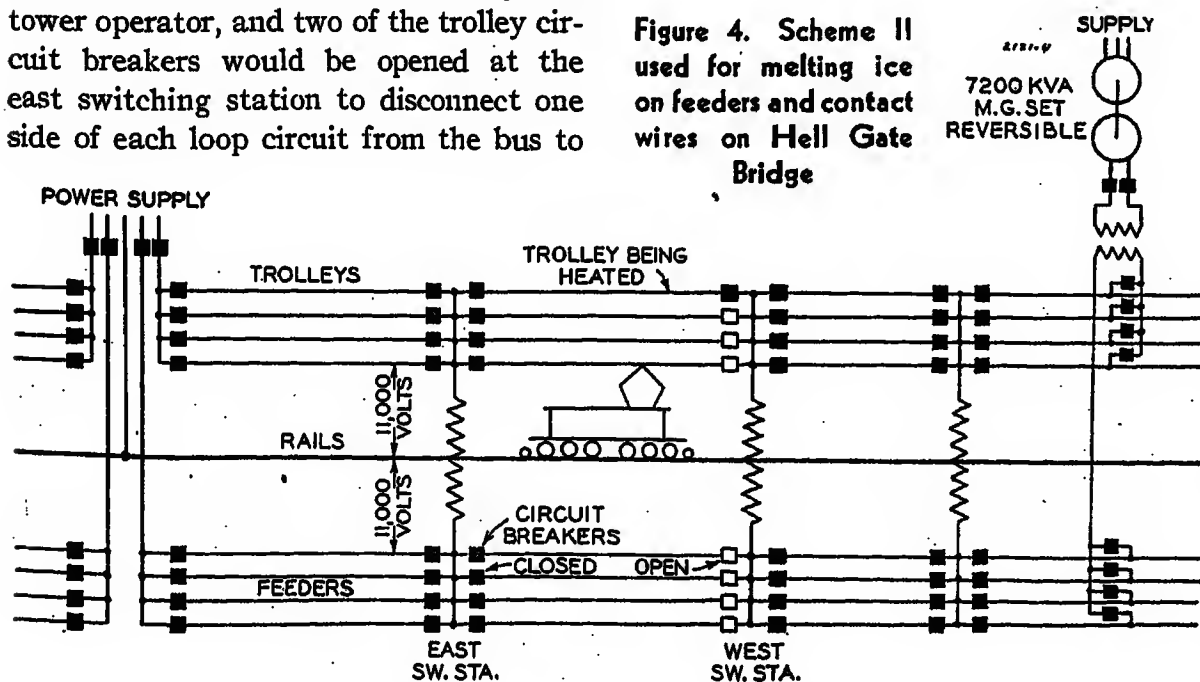 tower operator, and two of the trolley cir-
cuit breakers would be opened at the
east switching station to disconnect one
side of each loop circuit from the bus to
Figure 4. Scheme II
used for melting ice
on feeders and contact
wires on Hell Gate
Bridge
SUPPLY
7200 KVA
M.G. SET
REVERSIBLE
POWER SUPPLY
TROLLEYS
TROLLEY BEING
HEATED
11,000
VOLTS
RAILS
11,000
VOLTS
CIRCUIT
BREAKERS
CLOSED
OPEN
FEEDERS
EAST
SW. STA.
WEST
SW. STA.